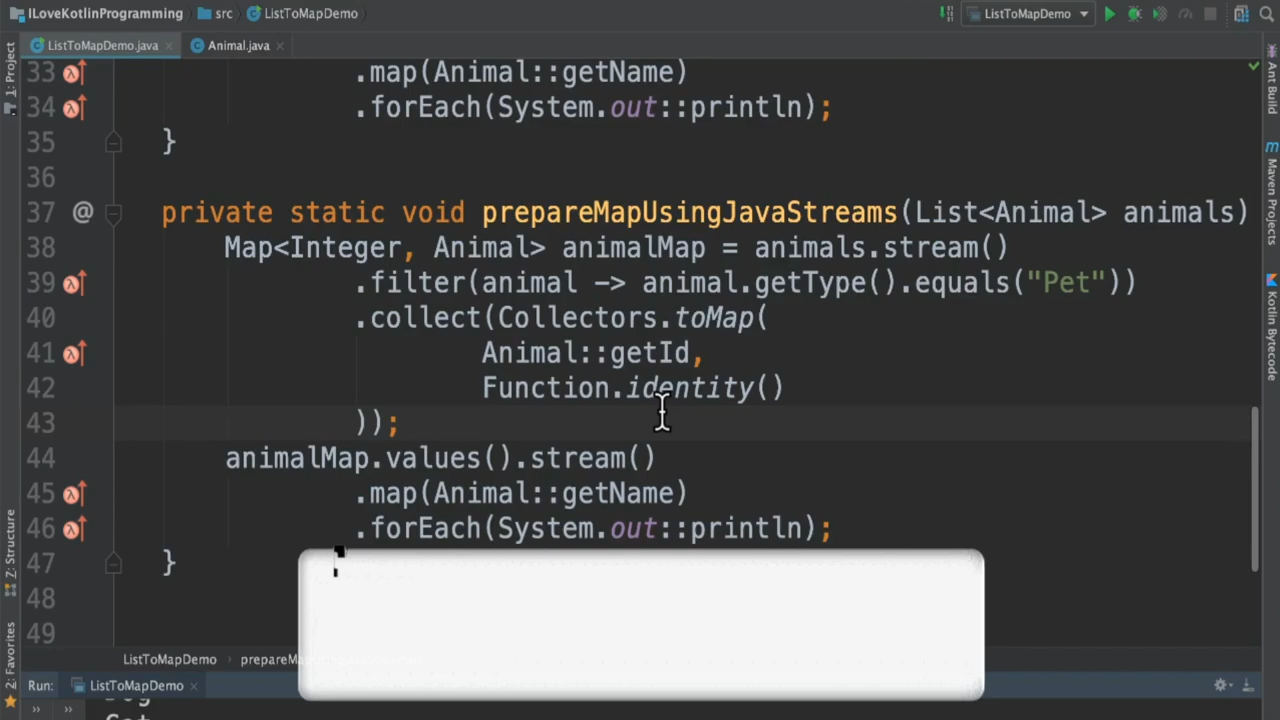 ILoveKotlinProgramming src ListToMapDemo ListToMapDemo
ListToMapDemo.java Animal.java
1: Project
Ant Build
Maven Projects
Kotlin Bytecode
33 .map(Animal::getName)
34 .forEach(System.out::println);
35 }
36
37 @ private static void prepareMapUsingJavaStreams(List<Animal> animals)
38 Map<Integer, Animal> animalMap = animals.stream()
39 .filter(animal -> animal.getType().equals("Pet"))
40 .collect(Collectors.toMap(
41 Animal::getId,
42 Function.identity()
43 ));
44 animalMap.values().stream()
45 .map(Animal::getName)
46 .forEach(System.out::println);
47 }
48
49
Z: Structure
2: Favorites
ListToMapDemo
Run: ListToMapDemo